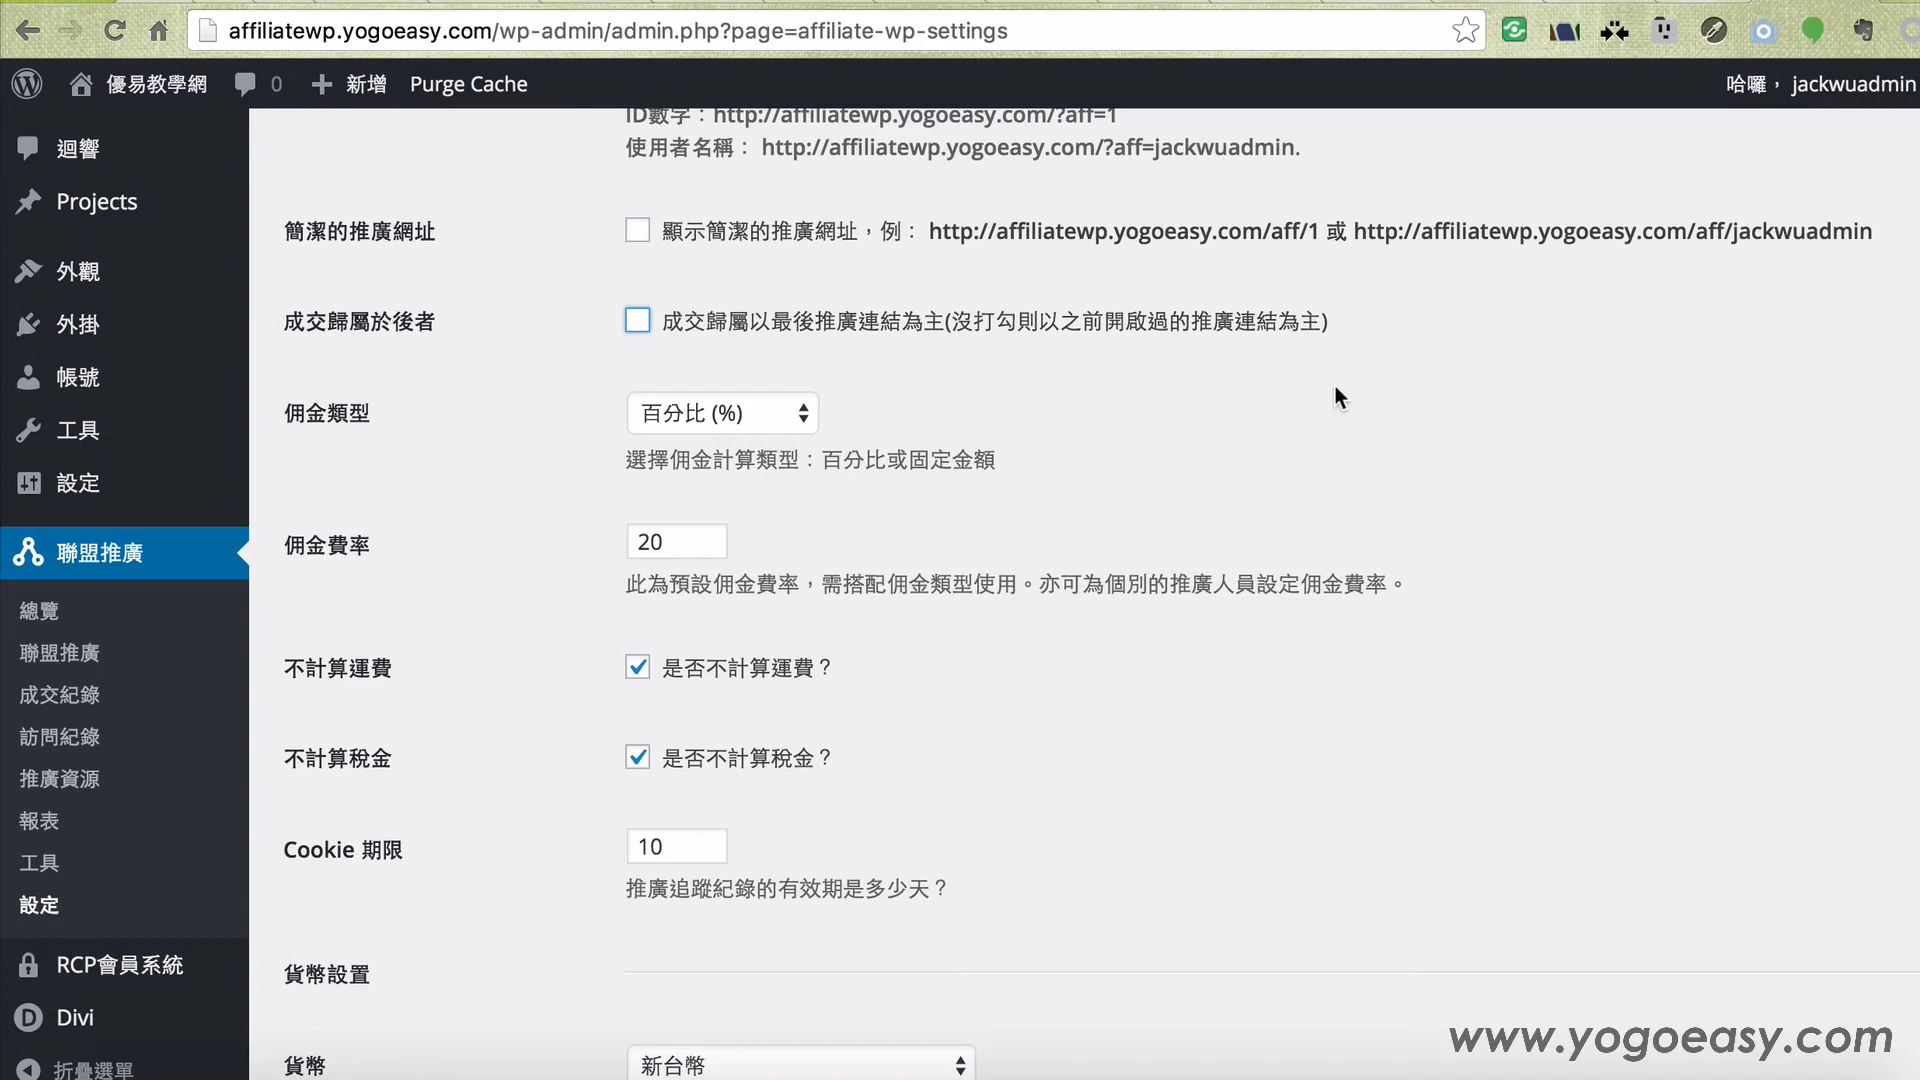 affiliatewp.yogoeasy.com/wp-admin/admin.php?page=affiliate-wp-settings
優易教學網 0 新增 Purge Cache 哈囉， jackwuadmin
迴響
Projects
外觀
外掛
帳號
工具
設定
聯盟推廣
總覽
聯盟推廣
成交紀錄
訪問紀錄
推廣資源
報表
工具
設定
RCP會員系統
Divi
折疊選單
ID數字：http://affiliatewp.yogoeasy.com/?aff=1
使用者名稱： http://affiliatewp.yogoeasy.com/?aff=jackwuadmin.
簡潔的推廣網址 顯示簡潔的推廣網址，例： http://affiliatewp.yogoeasy.com/aff/1 或 http://affiliatewp.yogoeasy.com/aff/jackwuadmin
成交歸屬於後者 成交歸屬以最後推廣連結為主(沒打勾則以之前開啟過的推廣連結為主)
佣金類型 百分比 (%)
選擇佣金計算類型：百分比或固定金額
佣金費率 20
此為預設佣金費率，需搭配佣金類型使用。亦可為個別的推廣人員設定佣金費率。
不計算運費 是否不計算運費？
不計算稅金 是否不計算稅金？
Cookie 期限 10
推廣追蹤紀錄的有效期是多少天？
貨幣設置
貨幣 新台幣
www.yogoeasy.com